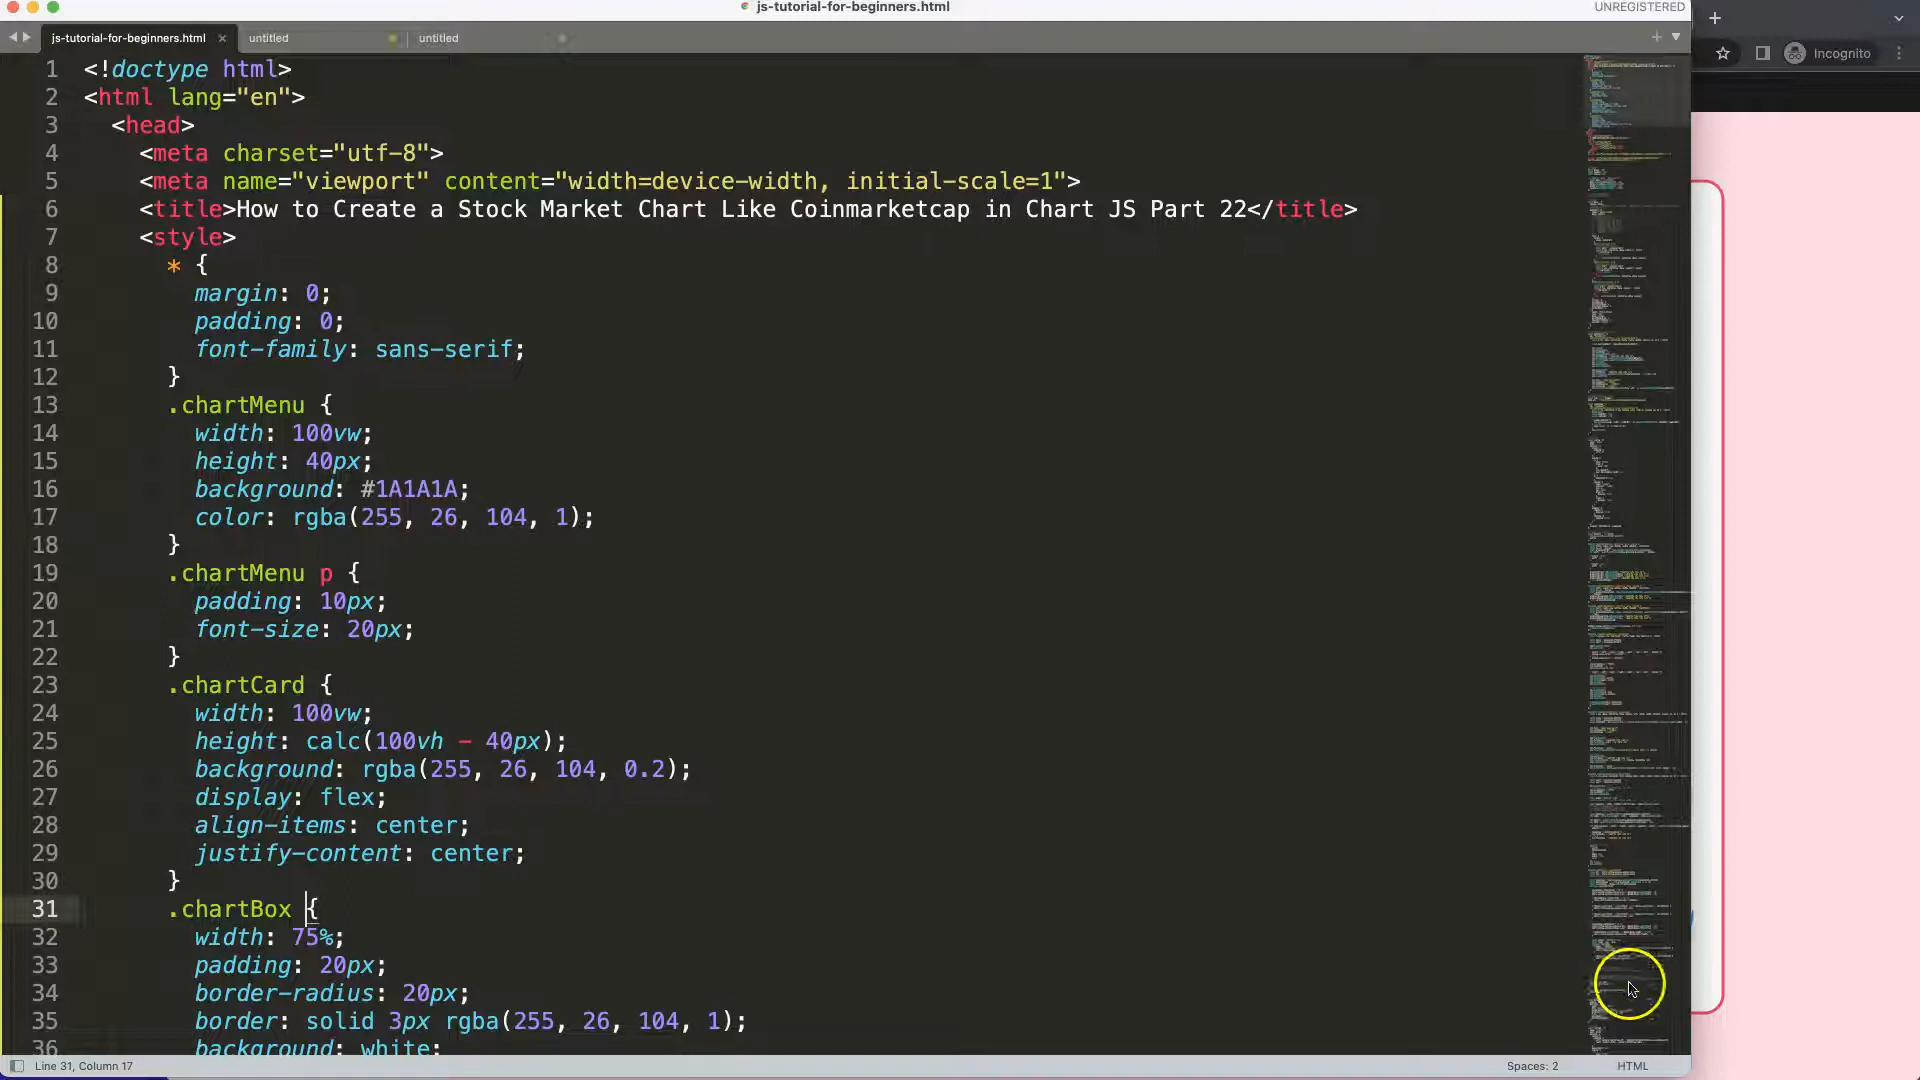 js-tutorial-for-beginners.html
UNREGISTERED
js-tutorial-for-beginners.html
untitled
untitled
Incognito
1 <!doctype html>
2 <html lang="en">
3 <head>
4 <meta charset="utf-8">
5 <meta name="viewport" content="width=device-width, initial-scale=1">
6 <title>How to Create a Stock Market Chart Like Coinmarketcap in Chart JS Part 22</title>
7 <style>
8 * {
9 margin: 0;
10 padding: 0;
11 font-family: sans-serif;
12 }
13 .chartMenu {
14 width: 100vw;
15 height: 40px;
16 background: #1A1A1A;
17 color: rgba(255, 26, 104, 1);
18 }
19 .chartMenu p {
20 padding: 10px;
21 font-size: 20px;
22 }
23 .chartCard {
24 width: 100vw;
25 height: calc(100vh - 40px);
26 background: rgba(255, 26, 104, 0.2);
27 display: flex;
28 align-items: center;
29 justify-content: center;
30 }
31 .chartBox {
32 width: 75%;
33 padding: 20px;
34 border-radius: 20px;
35 border: solid 3px rgba(255, 26, 104, 1);
36 background: white;
Line 31, Column 17
Spaces: 2
HTML